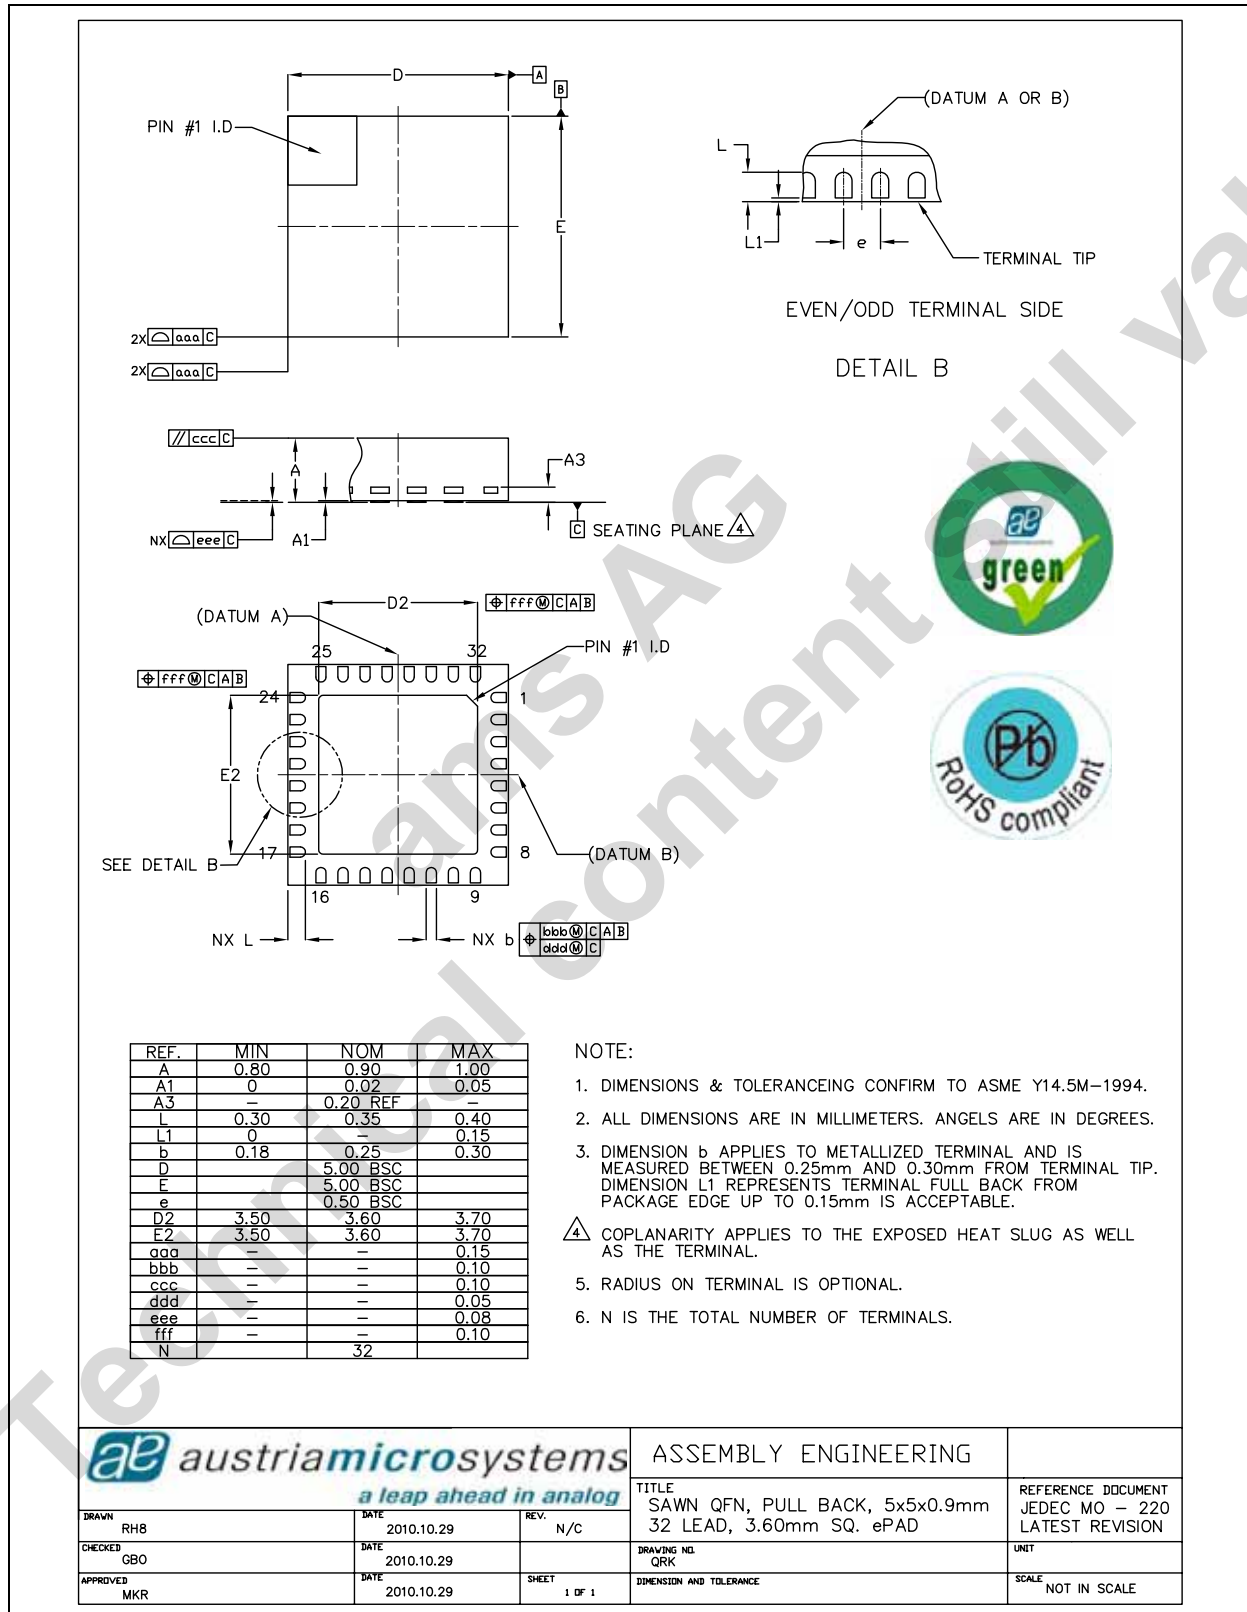 D
A
B
PIN #1 I.D
E
2X aaa C
2X aaa C
(DATUM A OR B)
L
L1
e
TERMINAL TIP
EVEN/ODD TERMINAL SIDE
DETAIL B
// ccc C
A
A3
NX eee C
A1
C SEATING PLANE 4
ae
austriamicrosystems
green
(DATUM A)
D2
fff Ⓜ C A B
PIN #1 I.D
25 32
fff Ⓜ C A B
24 1
E2
Pb
RoHS compliant
SEE DETAIL B
17 8
(DATUM B)
16 9
NX L
NX b
bbb Ⓜ C A B
ddd Ⓜ C
REF. MIN NOM MAX
A 0.80 0.90 1.00
A1 0 0.02 0.05
A3 – 0.20 REF –
L 0.30 0.35 0.40
L1 0 – 0.15
b 0.18 0.25 0.30
D 5.00 BSC
E 5.00 BSC
e 0.50 BSC
D2 3.50 3.60 3.70
E2 3.50 3.60 3.70
aaa – – 0.15
bbb – – 0.10
ccc – – 0.10
ddd – – 0.05
eee – – 0.08
fff – – 0.10
N 32
NOTE:
1. DIMENSIONS & TOLERANCEING CONFIRM TO ASME Y14.5M–1994.
2. ALL DIMENSIONS ARE IN MILLIMETERS. ANGELS ARE IN DEGREES.
3. DIMENSION b APPLIES TO METALLIZED TERMINAL AND IS
MEASURED BETWEEN 0.25mm AND 0.30mm FROM TERMINAL TIP.
DIMENSION L1 REPRESENTS TERMINAL FULL BACK FROM
PACKAGE EDGE UP TO 0.15mm IS ACCEPTABLE.
4 COPLANARITY APPLIES TO THE EXPOSED HEAT SLUG AS WELL
AS THE TERMINAL.
5. RADIUS ON TERMINAL IS OPTIONAL.
6. N IS THE TOTAL NUMBER OF TERMINALS.
ams AG
Technical content still val
ae austriamicrosystems
a leap ahead in analog
ASSEMBLY ENGINEERING
TITLE
SAWN QFN, PULL BACK, 5x5x0.9mm
32 LEAD, 3.60mm SQ. ePAD
REFERENCE DOCUMENT
JEDEC MO – 220
LATEST REVISION
DRAWN
RH8
DATE
2010.10.29
REV.
N/C
CHECKED
GBO
DATE
2010.10.29
DRAWING NO.
QRK
UNIT
APPROVED
MKR
DATE
2010.10.29
SHEET
1 OF 1
DIMENSION AND TOLERANCE
SCALE
NOT IN SCALE